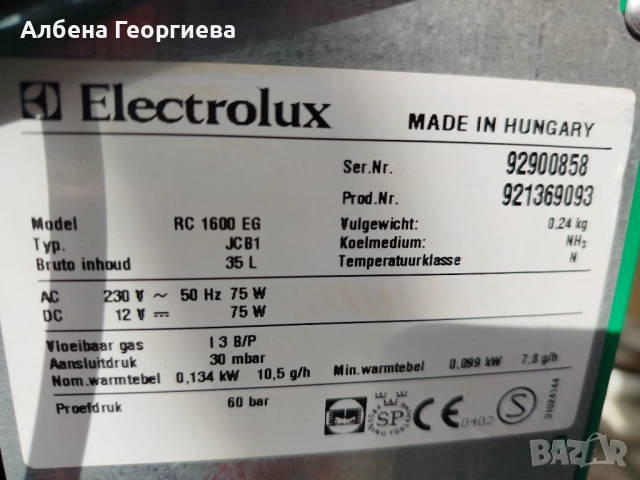 Албена Георгиева
Electrolux MADE IN HUNGARY
Ser.Nr. 92900858
Prod.Nr. 921369093
Model RC 1600 EG Vulgewicht: 0,24 kg
Typ. JCB1 Koelmedium: NH3
Bruto inhoud 35 L Temperatuurklasse N
AC 230 V ~ 50 Hz 75 W
DC 12 V ⎓ 75 W
Vloeibaar gas I 3 B/P
Aansluitdruk 30 mbar
Nom.warmtebel 0,134 kW 10,5 g/h Min.warmtebel 0,099 kW 7,8 g/h
Proefdruk 60 bar
SP CE 0402 S
31024144
BAZAR